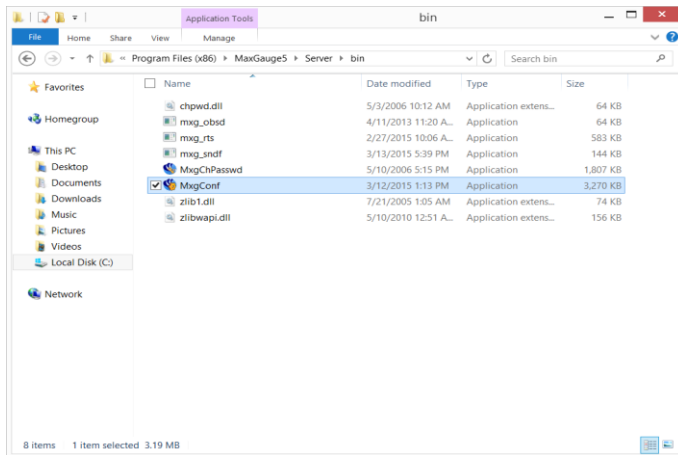 Application Tools
bin
File Home Share View Manage
« Program Files (x86) ▸ MaxGauge5 ▸ Server ▸ bin
Search bin
Favorites
Homegroup
This PC
Desktop
Documents
Downloads
Music
Pictures
Videos
Local Disk (C:)
Network
Name Date modified Type Size
chpwd.dll 5/3/2006 10:12 AM Application extens... 64 KB
mxg_obsd 4/11/2013 11:20 A... Application 64 KB
mxg_rts 2/27/2015 10:06 A... Application 583 KB
mxg_sndf 3/13/2015 5:39 PM Application 144 KB
MxgChPasswd 5/10/2006 5:15 PM Application 1,807 KB
MxgConf 3/12/2015 1:13 PM Application 3,270 KB
zlib1.dll 7/21/2005 1:05 AM Application extens... 74 KB
zlibwapi.dll 5/10/2010 12:51 A... Application extens... 156 KB
8 items 1 item selected 3.19 MB